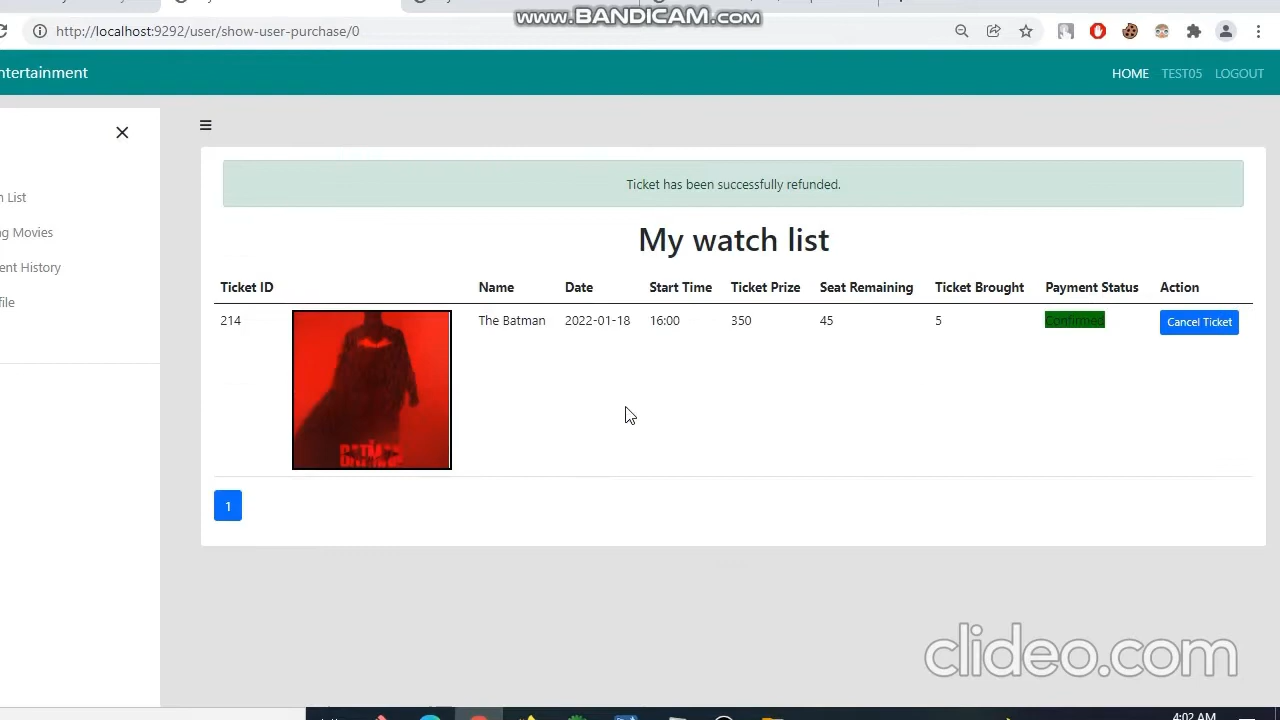 www.BANDICAM.com
http://localhost:9292/user/show-user-purchase/0
ntertainment
HOME TEST05 LOGOUT
Ticket has been successfully refunded.
n List
g Movies
ent History
file
My watch list
Ticket ID Name Date Start Time Ticket Prize Seat Remaining Ticket Brought Payment Status Action
214 The Batman 2022-01-18 16:00 350 45 5 Confirmed Cancel Ticket
1
clideo.com
4:02 AM